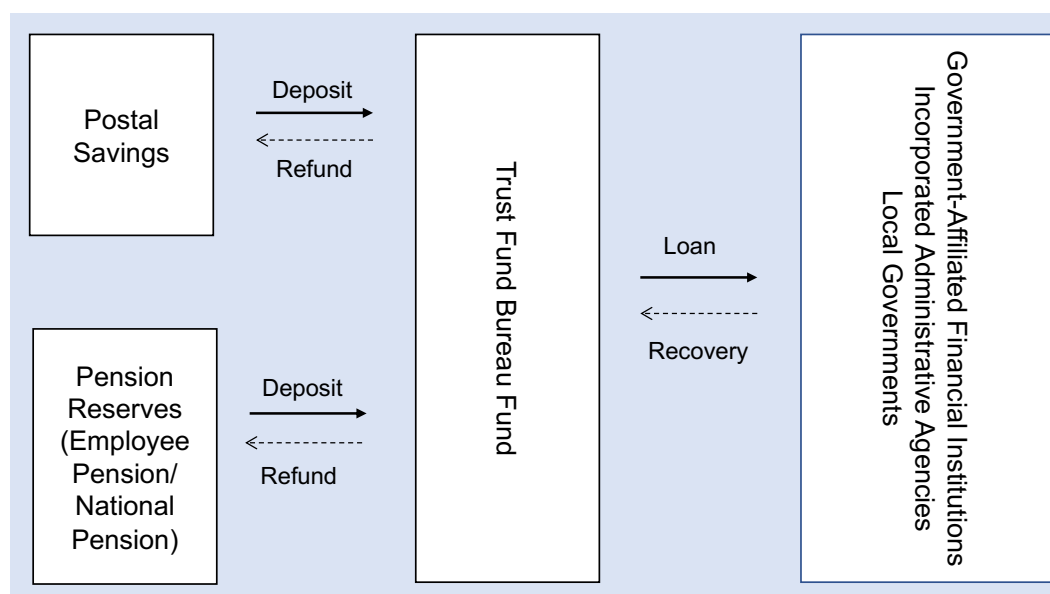 Postal
Savings
Deposit
Refund
Pension
Reserves
(Employee
Pension/
National
Pension)
Deposit
Refund
Trust Fund Bureau Fund
Loan
Recovery
Government-Affiliated Financial Institutions
Incorporated Administrative Agencies
Local Governments